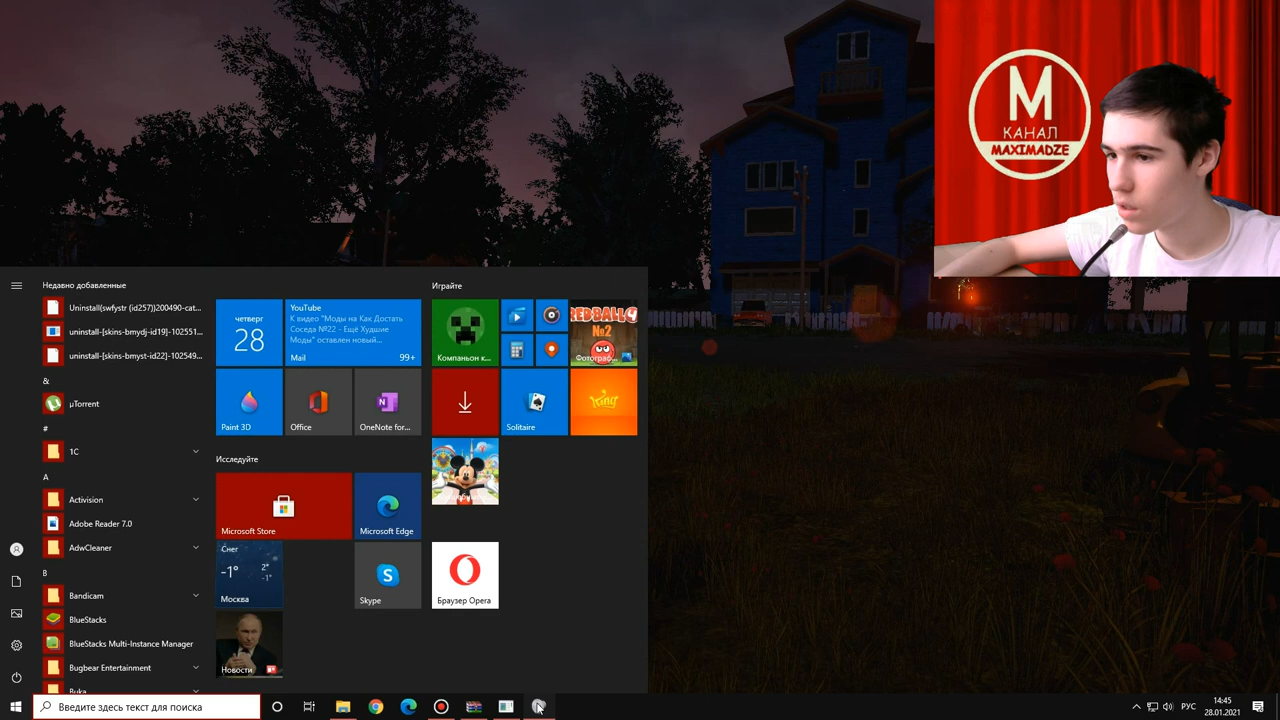 M
КАНАЛ
MAXIMADZE
Недавно добавленные
Uninstall(swfystr (id257))200490-cat...
uninstall-[skins-bmydj-id19]-102551...
uninstall-[skins-bmyst-id22]-102549...
&
µTorrent
#
1C
A
Activision
Adobe Reader 7.0
AdwCleaner
B
Bandicam
BlueStacks
BlueStacks Multi-Instance Manager
Bugbear Entertainment
Buka
четверг
28
YouTube
К видео "Моды на Как Достать
Соседа №22 - Ещё Худшие
Моды" оставлен новый...
Mail
99+
Paint 3D
Office
OneNote for...
Исследуйте
Microsoft Store
Microsoft Edge
Снег
-1°
2°
-1°
Москва
Skype
Новости
Играйте
Компаньон к...
REDBALL 4
№2
Фотограф...
Solitaire
King
Браузер Opera
Введите здесь текст для поиска
РУС
14:45
28.01.2021